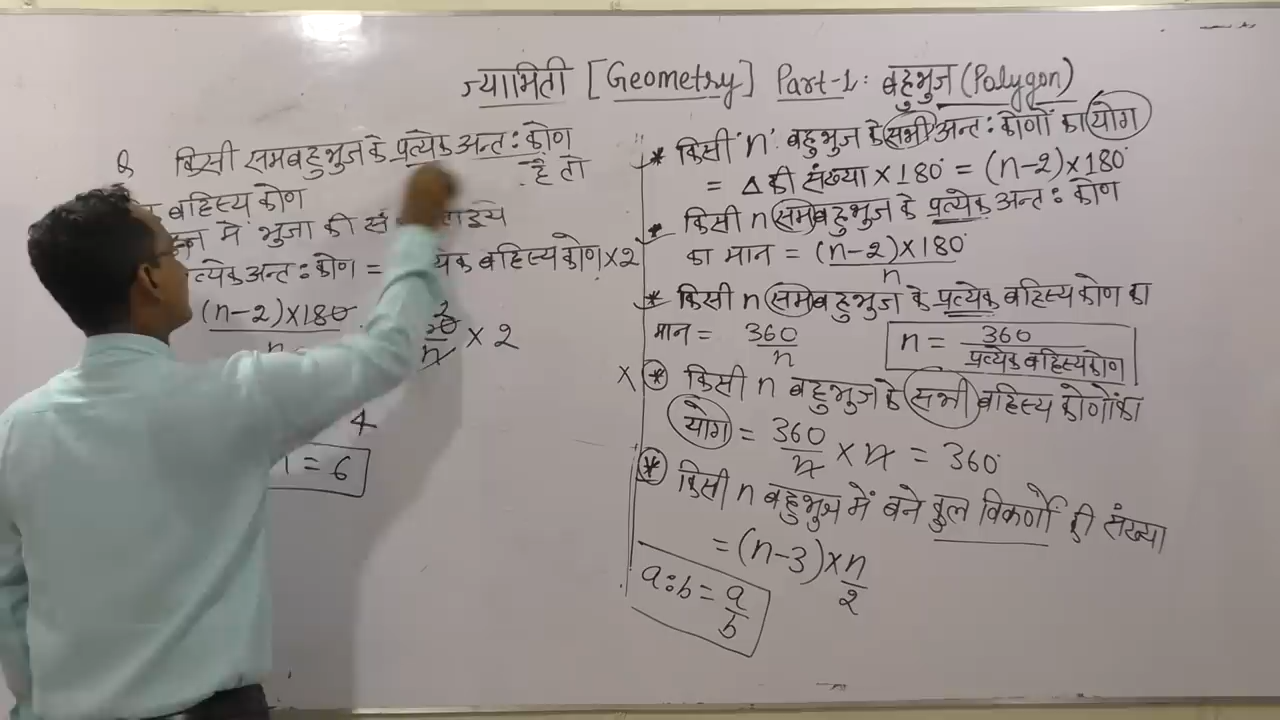 ज्यामिती [Geometry] Part-1: बहुभुज (Polygon)
Q किसी समबहुभुज के प्रत्येक अन्तः कोण
है तो
बहिस्य कोण
में भुजा की
अन्तः कोण = बहिस्य कोण × 2
(n-2)×180
n × 2
4
= 6
* किसी 'n' बहुभुज के सभी अन्तः कोणों का योग
= Δ की संख्या × 180° = (n-2)×180°
* किसी n समबहुभुज के प्रत्येक अन्तः कोण
का मान = (n-2)×180°
n
* किसी n समबहुभुज के प्रत्येक बहिस्य कोण का
मान = 360/n n = 360/प्रत्येक बहिस्य कोण
× * किसी n बहुभुज के सभी बहिस्य कोणों का
योग = 360/n × n = 360°
* किसी n बहुभुज में बने कुल विकर्णों की संख्या
= (n-3)×n/2
a:b = a/b